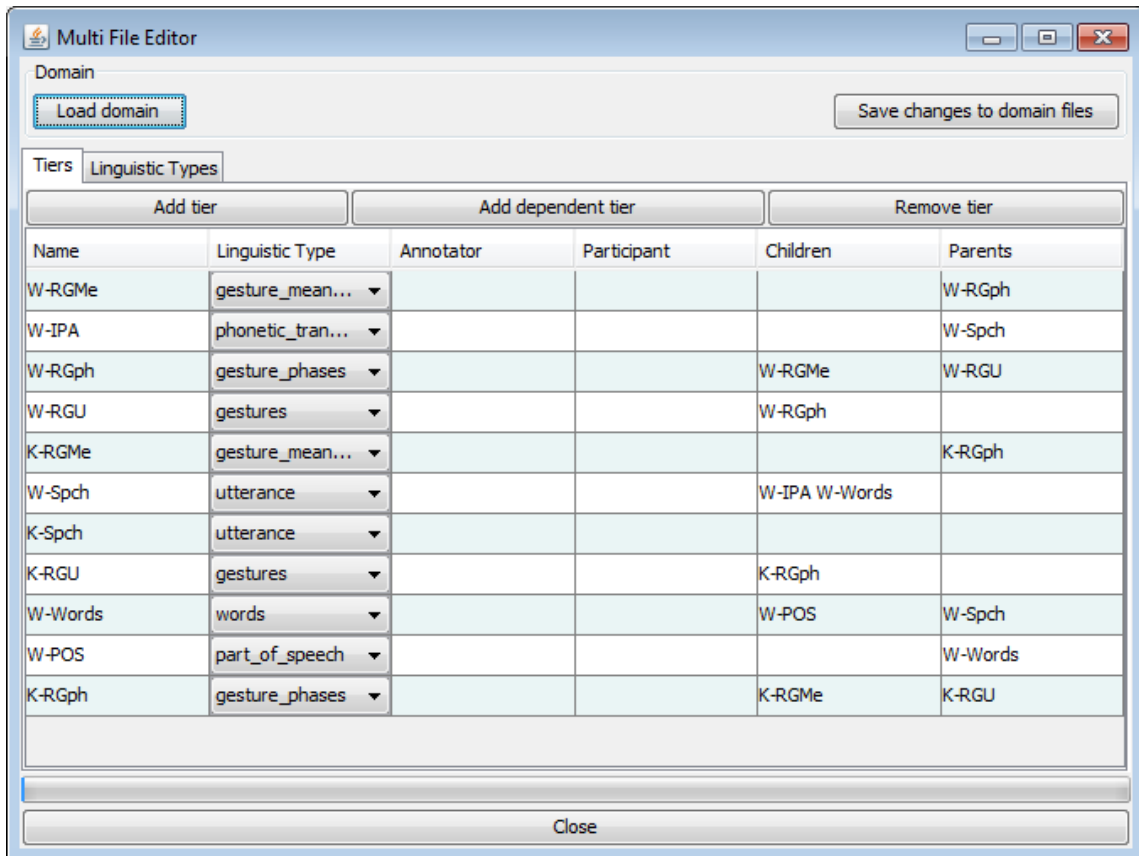 Multi File Editor
Domain
Load domain Save changes to domain files
Tiers Linguistic Types
Add tier Add dependent tier Remove tier
Name Linguistic Type Annotator Participant Children Parents
W-RGMe gesture_mean... W-RGph
W-IPA phonetic_tran... W-Spch
W-RGph gesture_phases W-RGMe W-RGU
W-RGU gestures W-RGph
K-RGMe gesture_mean... K-RGph
W-Spch utterance W-IPA W-Words
K-Spch utterance
K-RGU gestures K-RGph
W-Words words W-POS W-Spch
W-POS part_of_speech W-Words
K-RGph gesture_phases K-RGMe K-RGU
Close